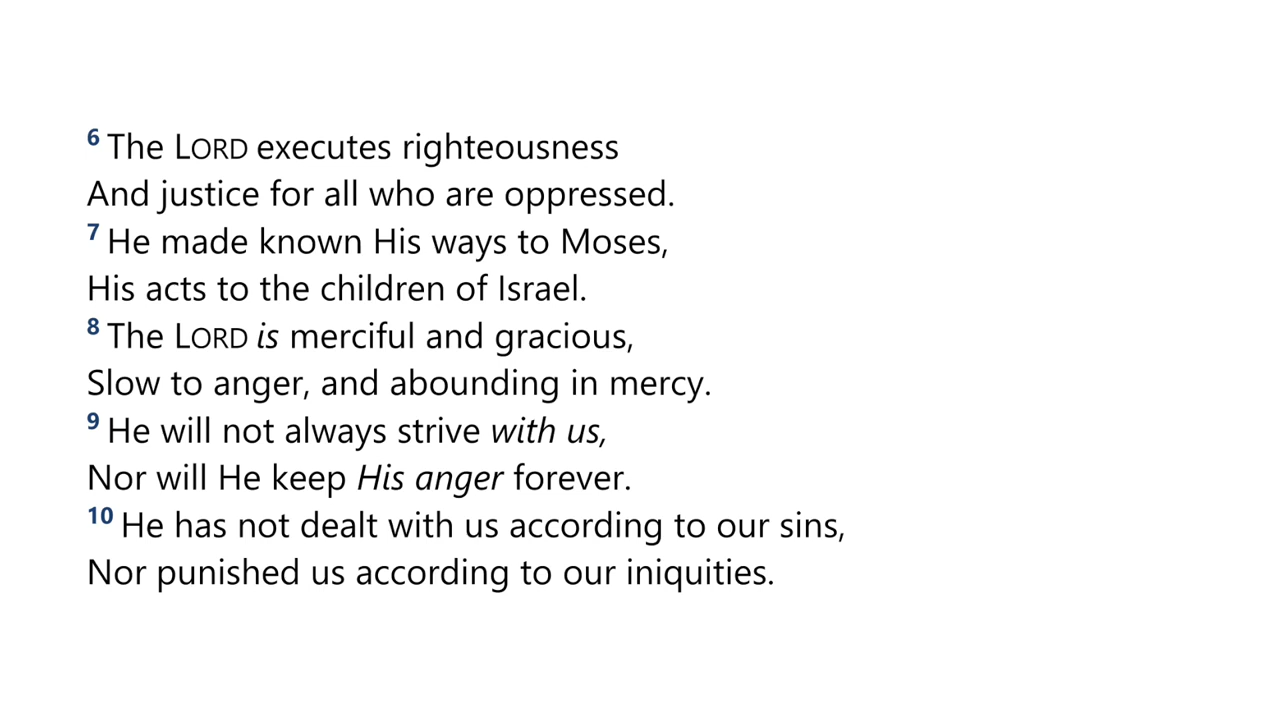 6 The LORD executes righteousness
And justice for all who are oppressed.
7 He made known His ways to Moses,
His acts to the children of Israel.
8 The LORD is merciful and gracious,
Slow to anger, and abounding in mercy.
9 He will not always strive with us,
Nor will He keep His anger forever.
10 He has not dealt with us according to our sins,
Nor punished us according to our iniquities.